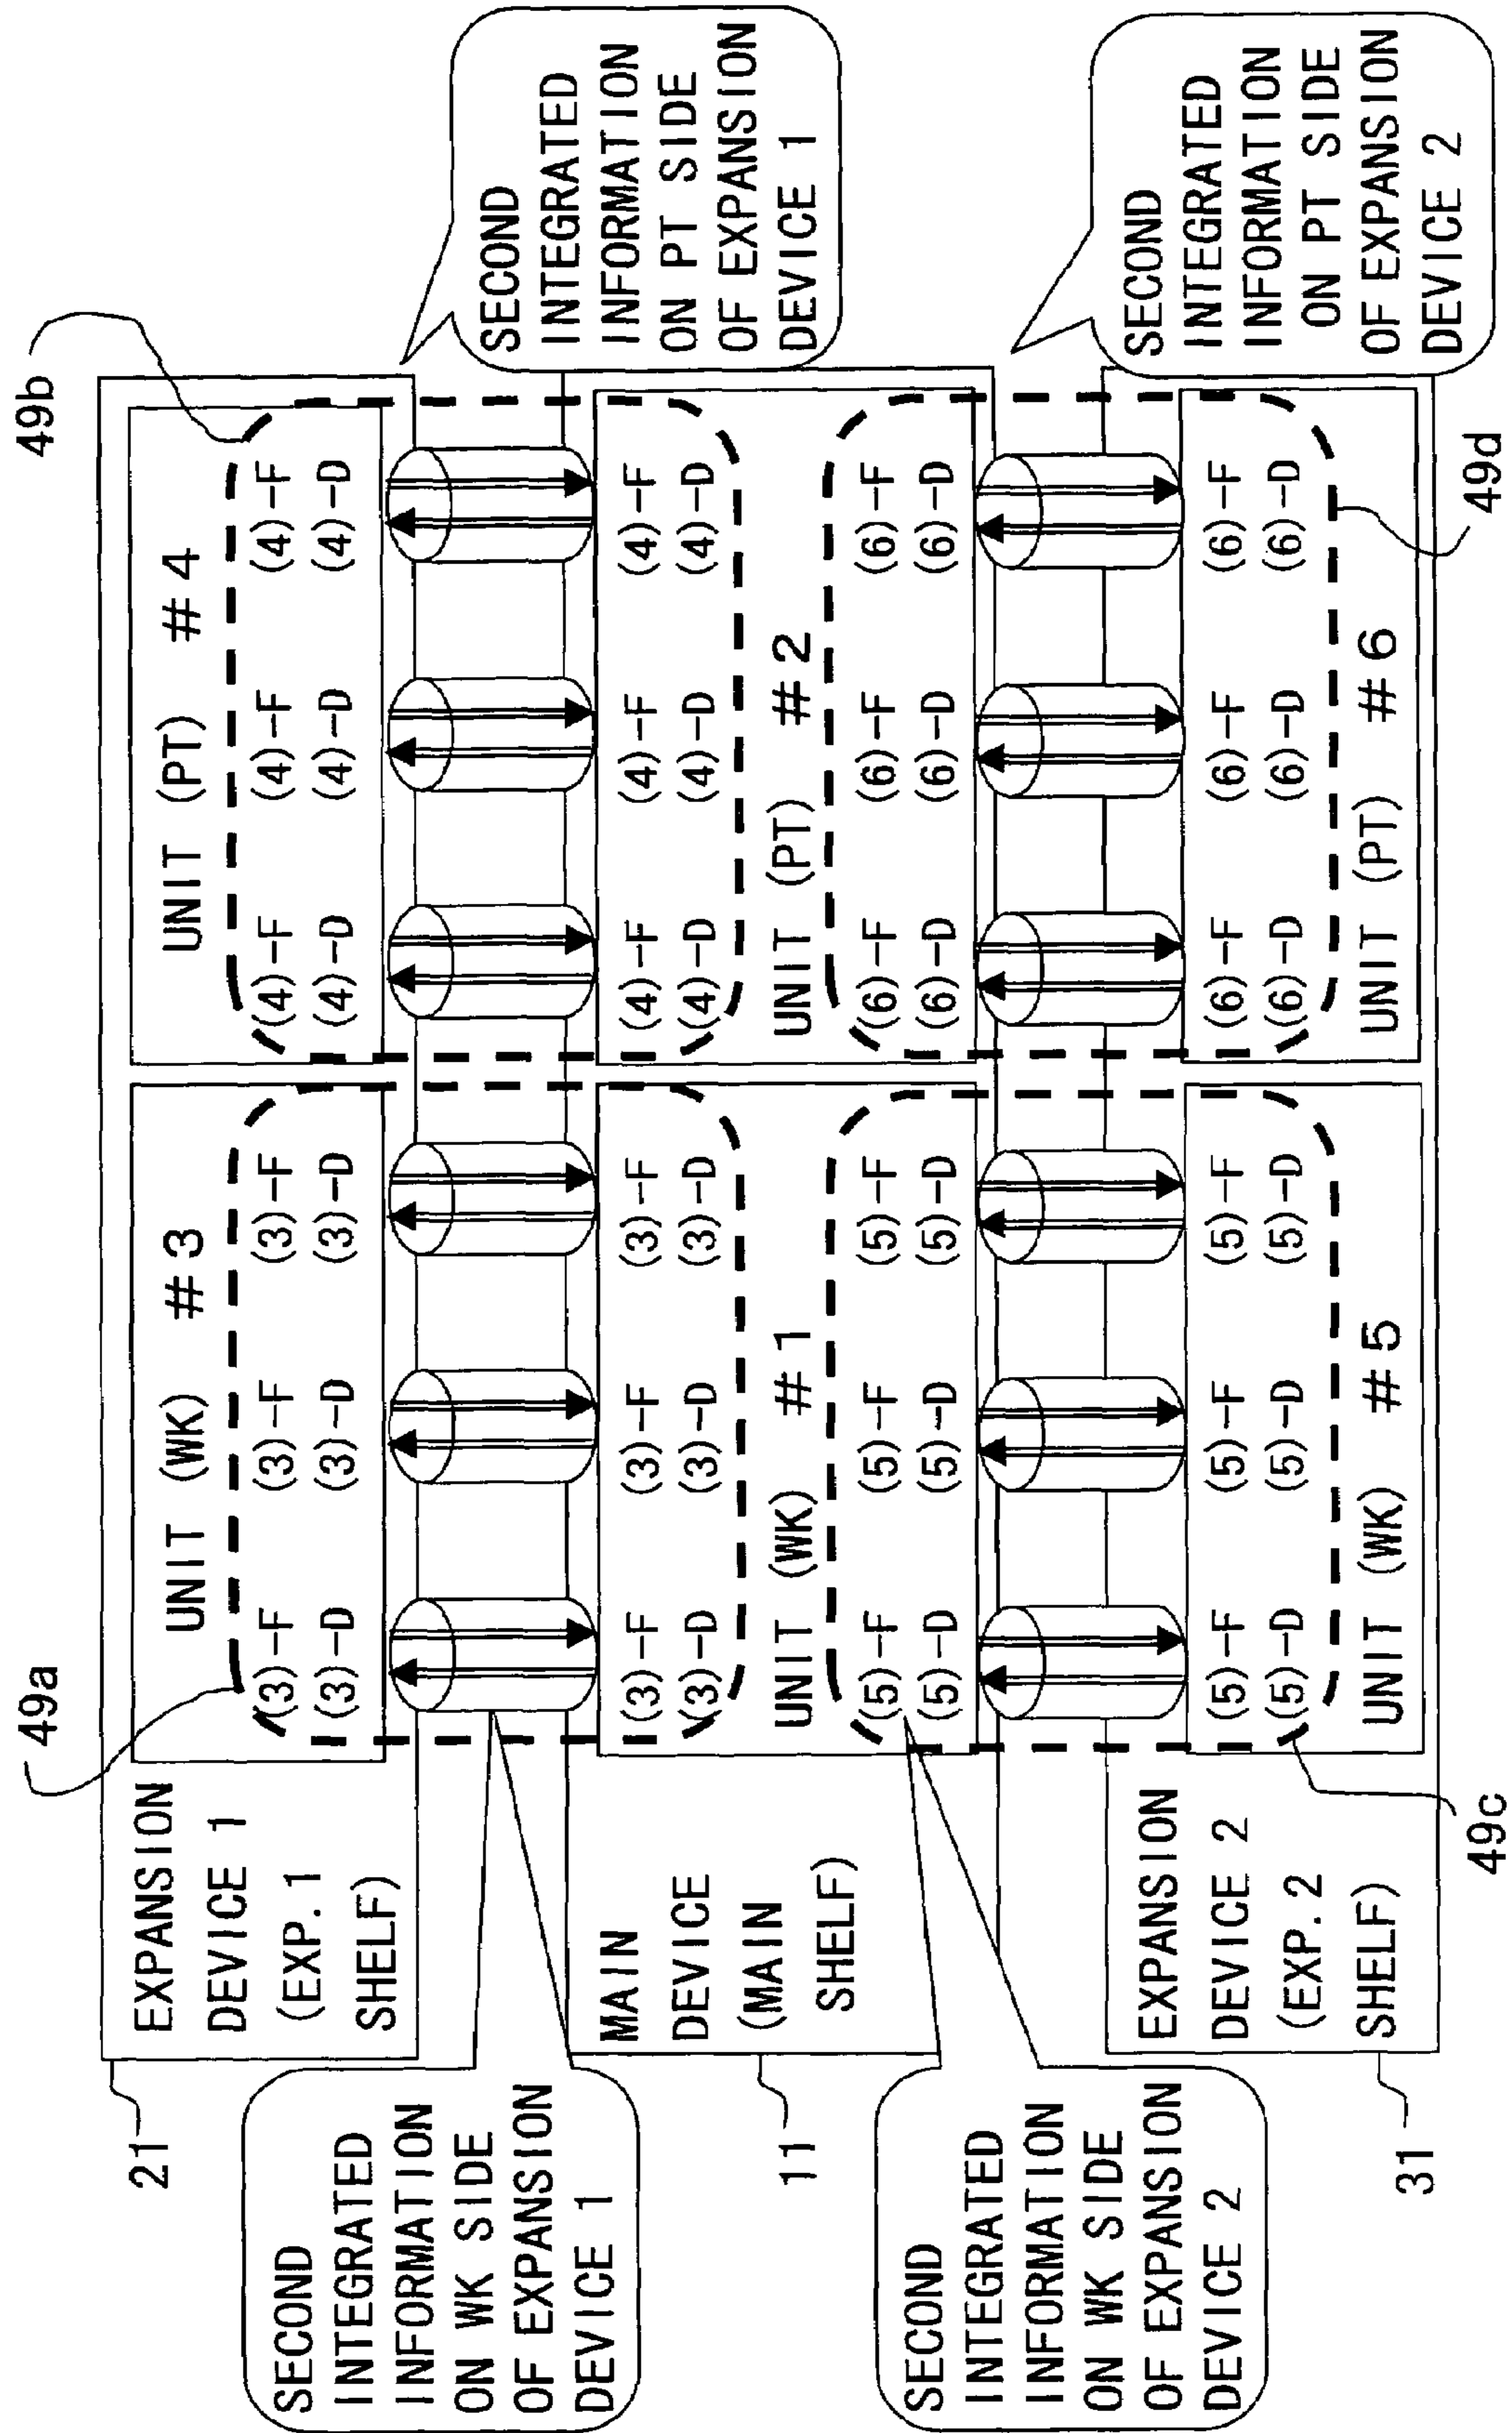 49b
SECOND
INTEGRATED
INFORMATION
ON PT SIDE
OF EXPANSION
DEVICE 1
SECOND
INTEGRATED
INFORMATION
ON PT SIDE
OF EXPANSION
DEVICE 2
49a
21
EXPANSION
DEVICE 1
(EXP.1
SHELF)
UNIT (WK) #3
(3)-F (3)-F (3)-F
(3)-D (3)-D (3)-D
UNIT (PT) #4
(4)-F (4)-F (4)-F
(4)-D (4)-D (4)-D
SECOND
INTEGRATED
INFORMATION
ON WK SIDE
OF EXPANSION
DEVICE 1
11
MAIN
DEVICE
(MAIN
SHELF)
(3)-F (3)-F (3)-F
(3)-D (3)-D (3)-D
UNIT (WK) #1
(5)-F (5)-F (5)-F
(5)-D (5)-D (5)-D
(4)-F (4)-F (4)-F
(4)-D (4)-D (4)-D
UNIT (PT) #2
(6)-F (6)-F (6)-F
(6)-D (6)-D (6)-D
SECOND
INTEGRATED
INFORMATION
ON WK SIDE
OF EXPANSION
DEVICE 2
31
EXPANSION
DEVICE 2
(EXP.2
SHELF)
(5)-F (5)-F (5)-F
(5)-D (5)-D (5)-D
UNIT (WK) #5
(6)-F (6)-F (6)-F
(6)-D (6)-D (6)-D
UNIT (PT) #6
49c
49d